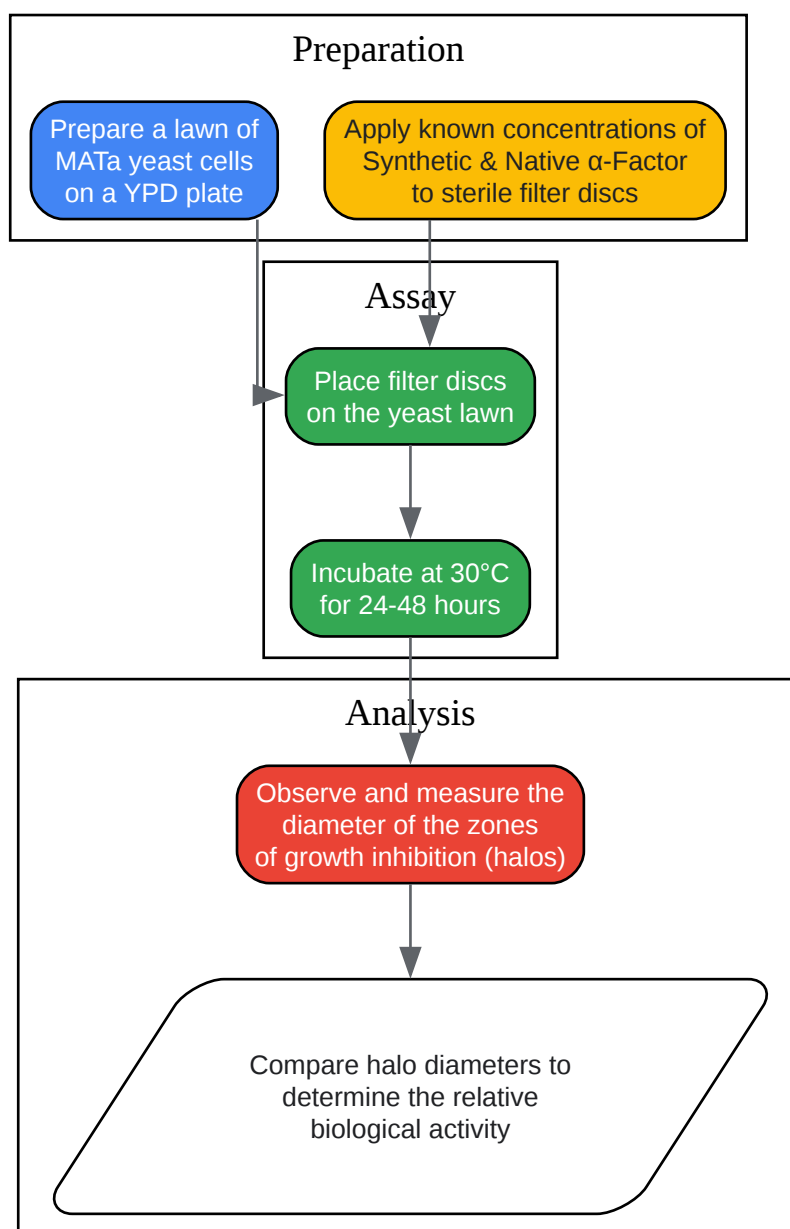 Preparation
Prepare a lawn of
MATa yeast cells
on a YPD plate
Apply known concentrations of
Synthetic & Native α-Factor
to sterile filter discs
Assay
Place filter discs
on the yeast lawn
Incubate at 30°C
for 24-48 hours
Analysis
Observe and measure the
diameter of the zones
of growth inhibition (halos)
Compare halo diameters to
determine the relative
biological activity